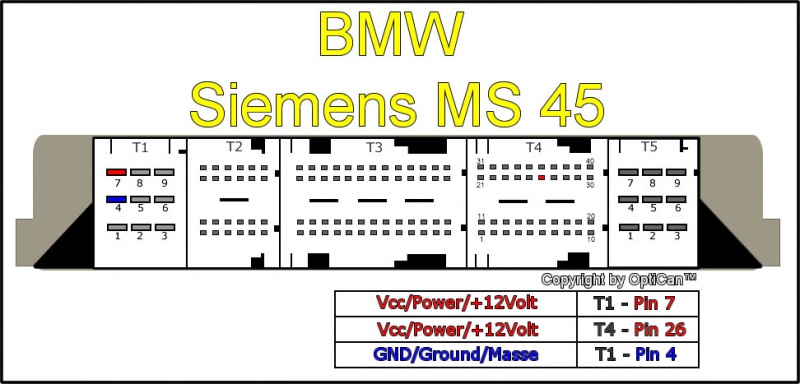 BMW
Siemens MS 45
T1 T2 T3 T4 T5
31 40
7 8 9 21 30 7 8 9
4 5 6 4 5 6
11 20
1 2 3 1 10 1 2 3
Copyright by OptiCan™
Vcc/Power/+12Volt T1 - Pin 7
Vcc/Power/+12Volt T4 - Pin 26
GND/Ground/Masse T1 - Pin 4